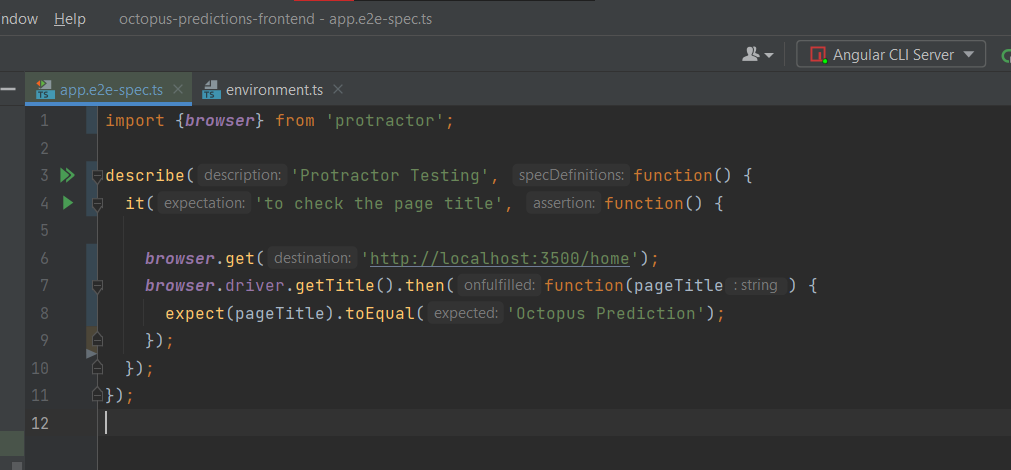 ndow Help octopus-predictions-frontend - app.e2e-spec.ts
Angular CLI Server
TS app.e2e-spec.ts TS environment.ts
1 import {browser} from 'protractor';
2
3 describe( description: 'Protractor Testing', specDefinitions: function() {
4 it( expectation: 'to check the page title', assertion: function() {
5
6 browser.get( destination: 'http://localhost:3500/home');
7 browser.driver.getTitle().then( onfulfilled: function(pageTitle : string ) {
8 expect(pageTitle).toEqual( expected: 'Octopus Prediction');
9 });
10 });
11 });
12